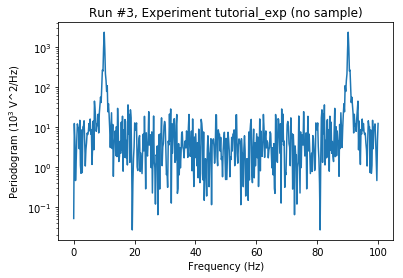 Run #3, Experiment tutorial_exp (no sample)
Periodogram (10³ V^2/Hz)
10³
10²
10¹
10⁰
10⁻¹
0 20 40 60 80 100
Frequency (Hz)